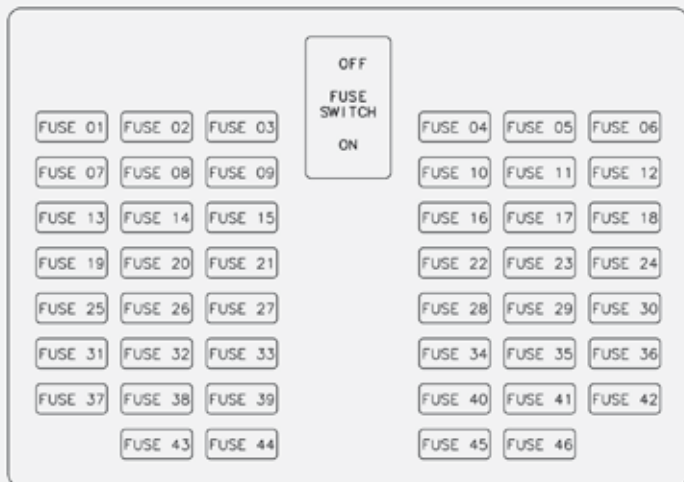 OFF
FUSE
SWITCH
ON
FUSE 01 FUSE 02 FUSE 03 FUSE 04 FUSE 05 FUSE 06
FUSE 07 FUSE 08 FUSE 09 FUSE 10 FUSE 11 FUSE 12
FUSE 13 FUSE 14 FUSE 15 FUSE 16 FUSE 17 FUSE 18
FUSE 19 FUSE 20 FUSE 21 FUSE 22 FUSE 23 FUSE 24
FUSE 25 FUSE 26 FUSE 27 FUSE 28 FUSE 29 FUSE 30
FUSE 31 FUSE 32 FUSE 33 FUSE 34 FUSE 35 FUSE 36
FUSE 37 FUSE 38 FUSE 39 FUSE 40 FUSE 41 FUSE 42
FUSE 43 FUSE 44 FUSE 45 FUSE 46